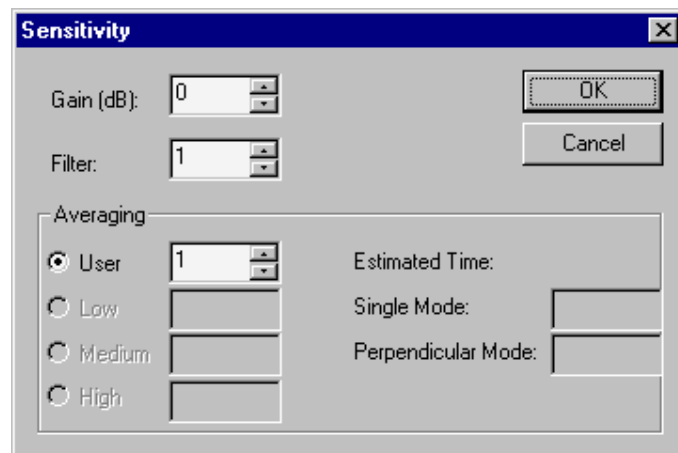 Sensitivity
Gain (dB): 0
OK
Filter: 1
Cancel
Averaging
User 1
Estimated Time:
Low
Single Mode:
Medium
Perpendicular Mode:
High